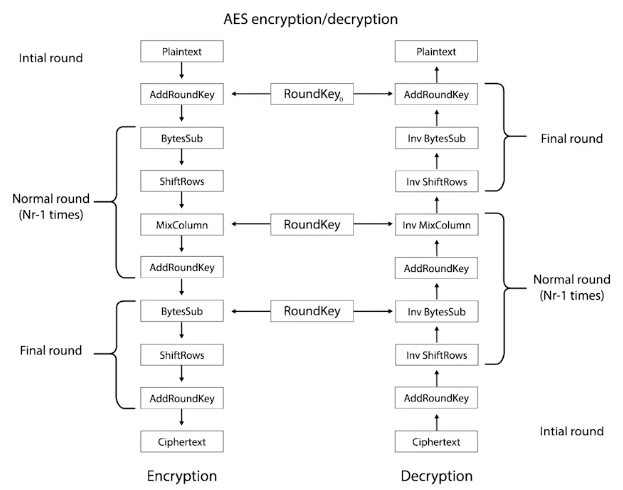 AES encryption/decryption
Intial round
Plaintext
AddRoundKey
BytesSub
ShiftRows
MixColumn
AddRoundKey
BytesSub
ShiftRows
AddRoundKey
Ciphertext
Encryption
Normal round
(Nr-1 times)
Final round
RoundKey₀
RoundKey
RoundKey
Plaintext
AddRoundKey
Inv BytesSub
Inv ShiftRows
Inv MixColumn
AddRoundKey
Inv BytesSub
Inv ShiftRows
AddRoundKey
Ciphertext
Decryption
Final round
Normal round
(Nr-1 times)
Intial round